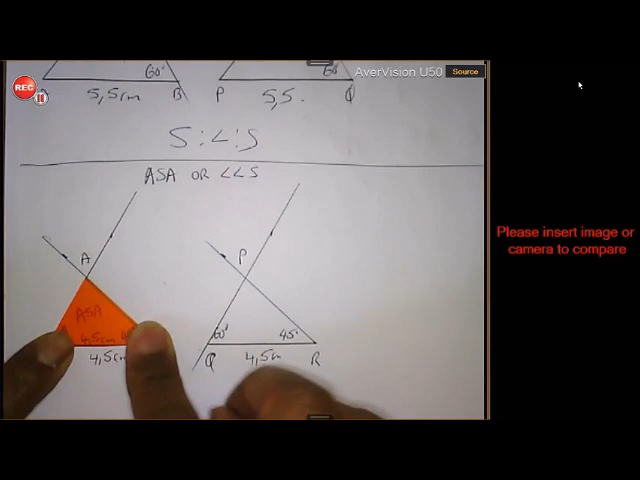 60°
60
AverVision U50
Source
REC
5,5cm
B
P
5,5.
Q
S:<:S
ASA OR <<S
A
P
Please insert image or
camera to compare
ASA
4,5cm
60°
45°
4,5cm
Q
4,5m
R